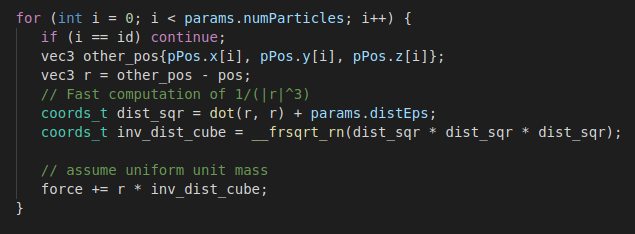 for (int i = 0; i < params.numParticles; i++) {
if (i == id) continue;
vec3 other_pos{pPos.x[i], pPos.y[i], pPos.z[i]};
vec3 r = other_pos - pos;
// Fast computation of 1/(|r|^3)
coords_t dist_sqr = dot(r, r) + params.distEps;
coords_t inv_dist_cube = __frsqrt_rn(dist_sqr * dist_sqr * dist_sqr);
// assume uniform unit mass
force += r * inv_dist_cube;
}